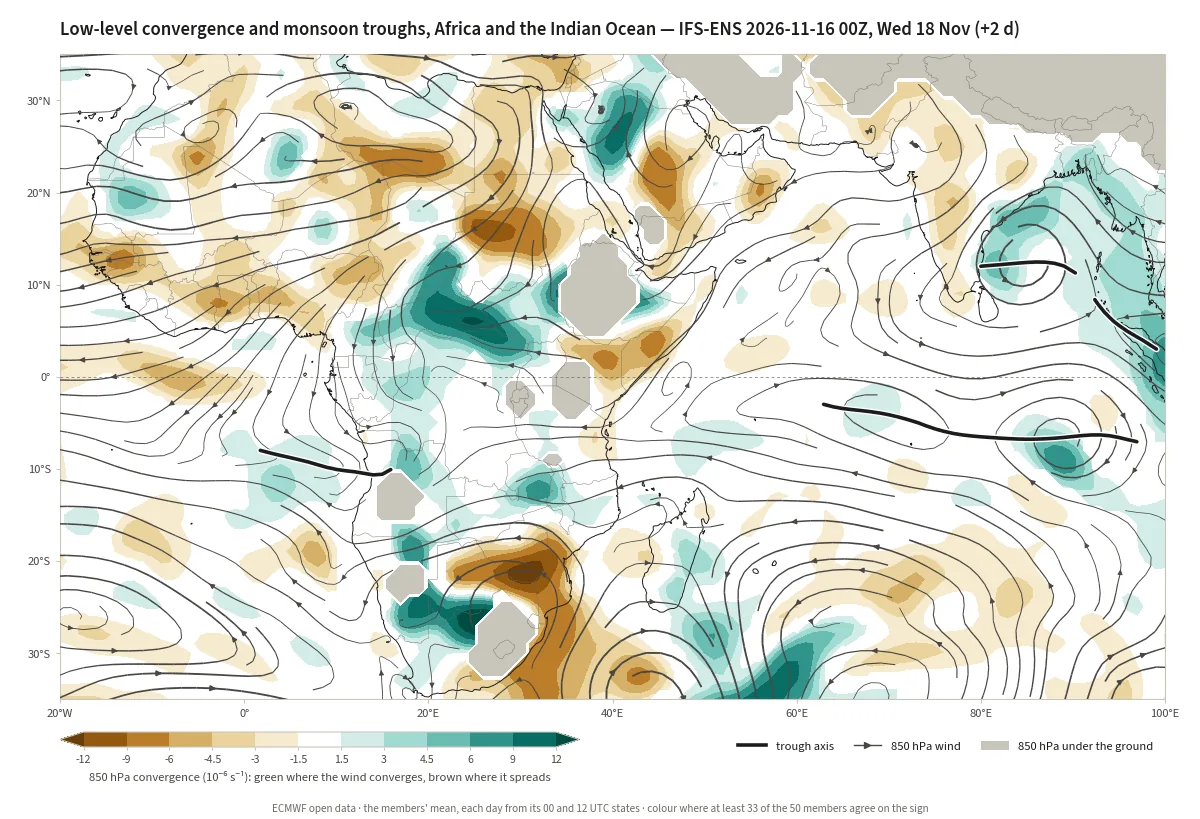 Low-level convergence and monsoon troughs, Africa and the Indian Ocean — IFS-ENS 2026-11-16 00Z, Wed 18 Nov (+2 d)
30°N
20°N
10°N
0°
10°S
20°S
30°S
20°W 0° 20°E 40°E 60°E 80°E 100°E
-12 -9 -6 -4.5 -3 -1.5 1.5 3 4.5 6 9 12
850 hPa convergence (10⁻⁶ s⁻¹): green where the wind converges, brown where it spreads
trough axis 850 hPa wind 850 hPa under the ground
ECMWF open data · the members' mean, each day from its 00 and 12 UTC states · colour where at least 33 of the 50 members agree on the sign